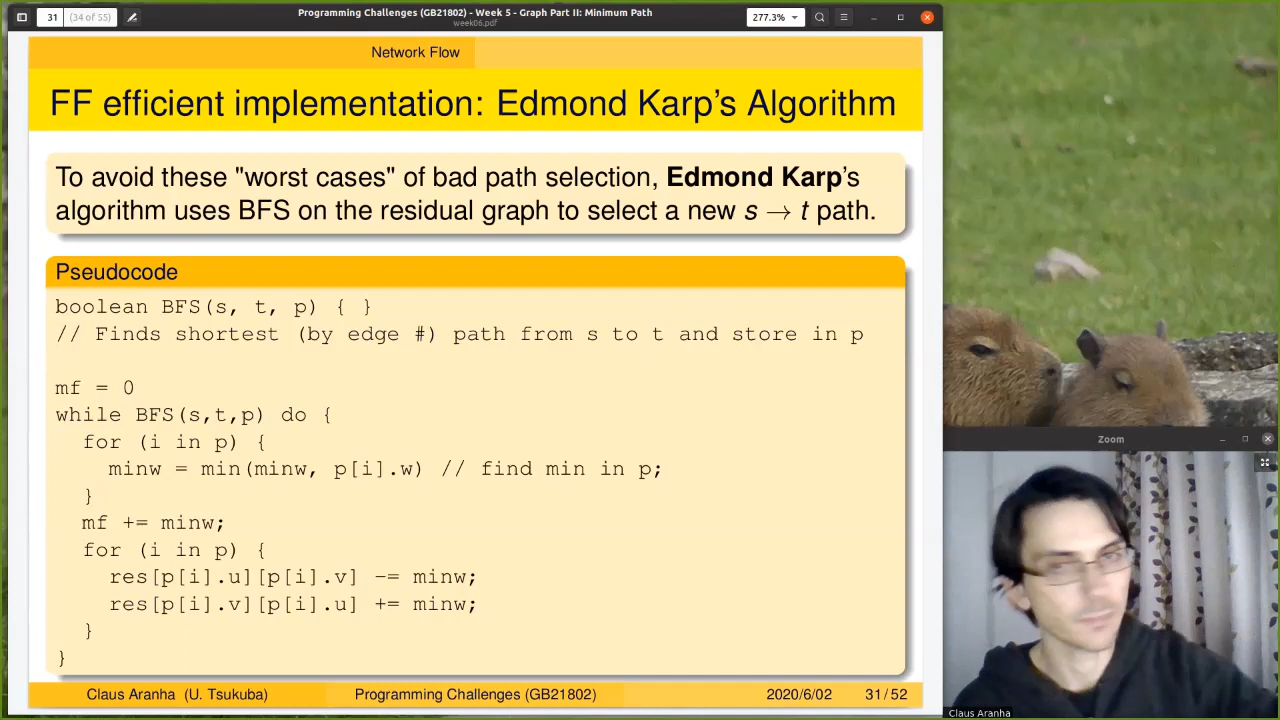 31
(34 of 55)
Programming Challenges (GB21802) - Week 5 - Graph Part II: Minimum Path
week06.pdf
277.3%
Network Flow
FF efficient implementation: Edmond Karp's Algorithm
To avoid these "worst cases" of bad path selection, Edmond Karp's
algorithm uses BFS on the residual graph to select a new s → t path.
Pseudocode
boolean BFS(s, t, p) { }
// Finds shortest (by edge #) path from s to t and store in p
mf = 0
while BFS(s,t,p) do {
for (i in p) {
minw = min(minw, p[i].w) // find min in p;
}
mf += minw;
for (i in p) {
res[p[i].u][p[i].v] -= minw;
res[p[i].v][p[i].u] += minw;
}
}
Claus Aranha (U. Tsukuba)
Programming Challenges (GB21802)
2020/6/02
31 / 52
Zoom
Claus Aranha